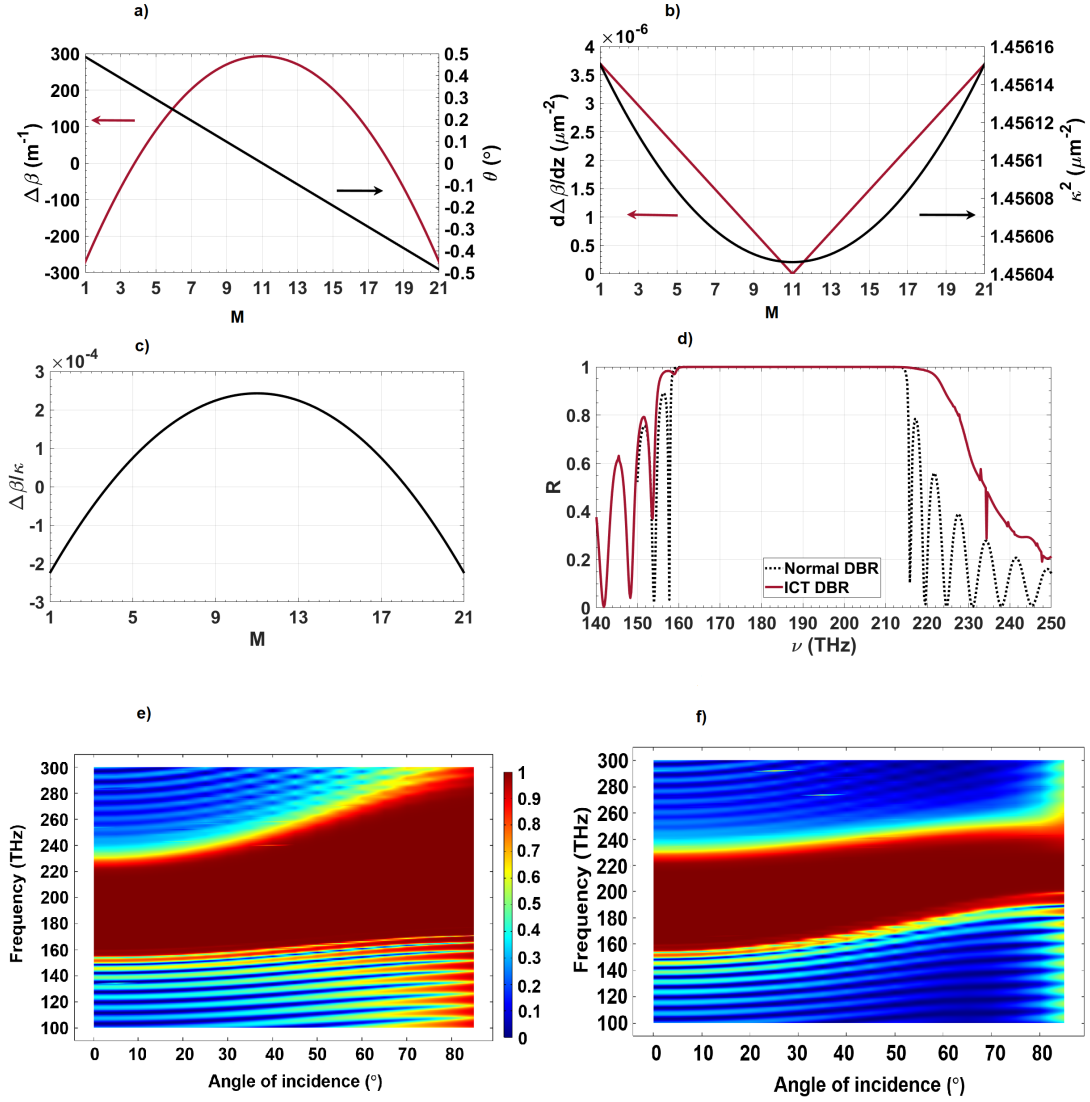 a)
300
200
100
0
-100
-200
-300
Δβ (m⁻¹)
0.5
0.4
0.3
0.2
0.1
0
-0.1
-0.2
-0.3
-0.4
-0.5
θ (°)
1 3 5 7 9 11 13 15 17 19 21
M
b)
×10⁻⁶
4
3.5
3
2.5
2
1.5
1
0.5
0
dΔβ/dz (μm⁻²)
1.45616
1.45614
1.45612
1.4561
1.45608
1.45606
1.45604
κ² (μm⁻²)
1 3 5 7 9 11 13 15 17 19 21
M
c)
×10⁻⁴
3
2
1
0
-1
-2
-3
Δβ/κ
1 5 9 13 17 21
M
d)
1
0.8
0.6
0.4
0.2
0
R
Normal DBR
ICT DBR
140 150 160 170 180 190 200 210 220 230 240 250
ν (THz)
e)
300
280
260
240
220
200
180
160
140
120
100
Frequency (THz)
0 10 20 30 40 50 60 70 80
Angle of incidence (°)
1
0.9
0.8
0.7
0.6
0.5
0.4
0.3
0.2
0.1
0
f)
300
280
260
240
220
200
180
160
140
120
100
Frequency (THz)
0 10 20 30 40 50 60 70 80
Angle of incidence (°)